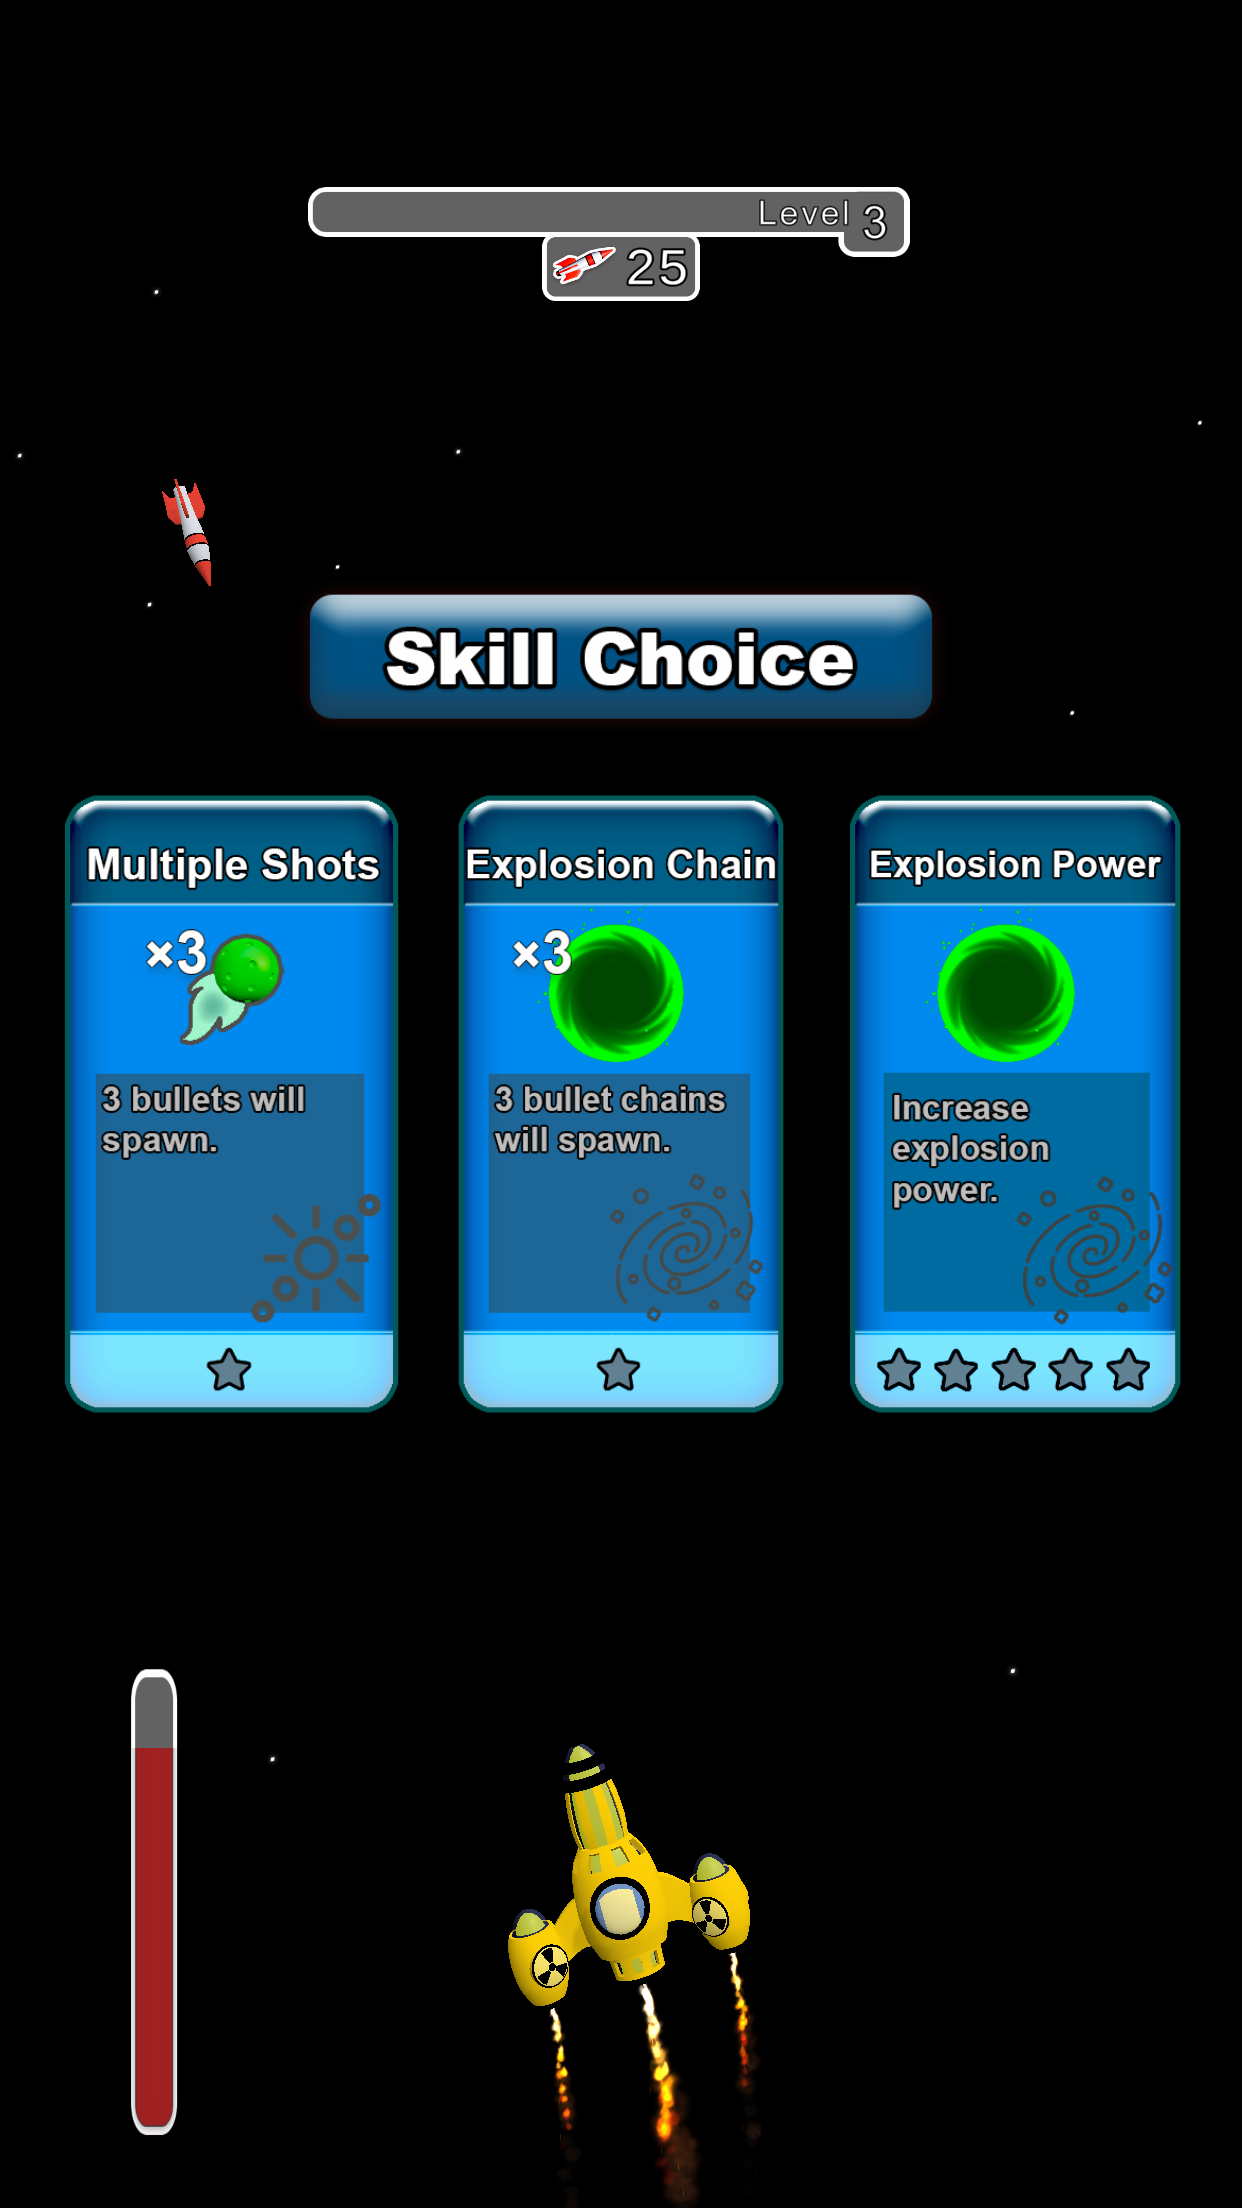 Level 3
25
Skill Choice
Multiple Shots
×3
3 bullets will
spawn.
Explosion Chain
×3
3 bullet chains
will spawn.
Explosion Power
Increase
explosion
power.